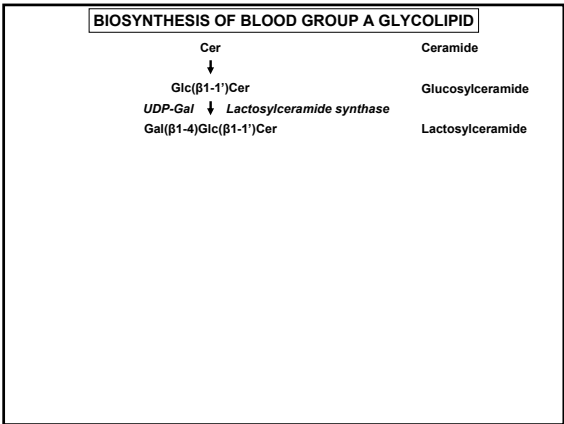 BIOSYNTHESIS OF BLOOD GROUP A GLYCOLIPID
Cer Ceramide
Glc(β1-1')Cer Glucosylceramide
UDP-Gal Lactosylceramide synthase
Gal(β1-4)Glc(β1-1')Cer Lactosylceramide